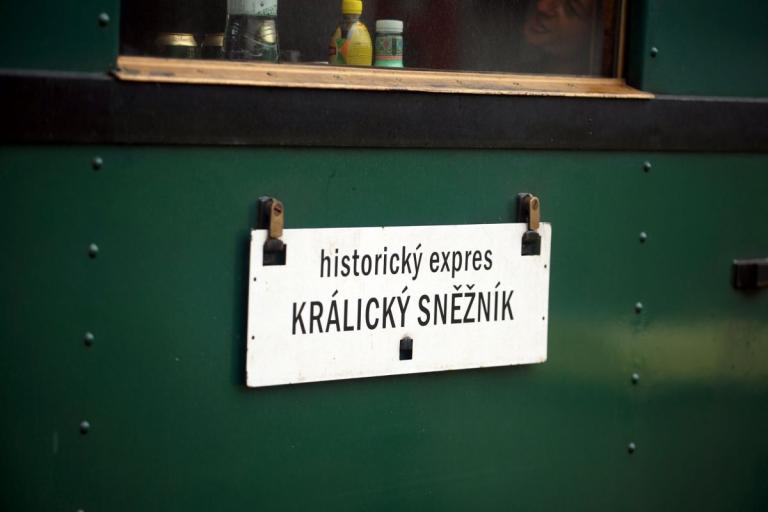 historický expres
KRÁLICKÝ SNĚŽNÍK